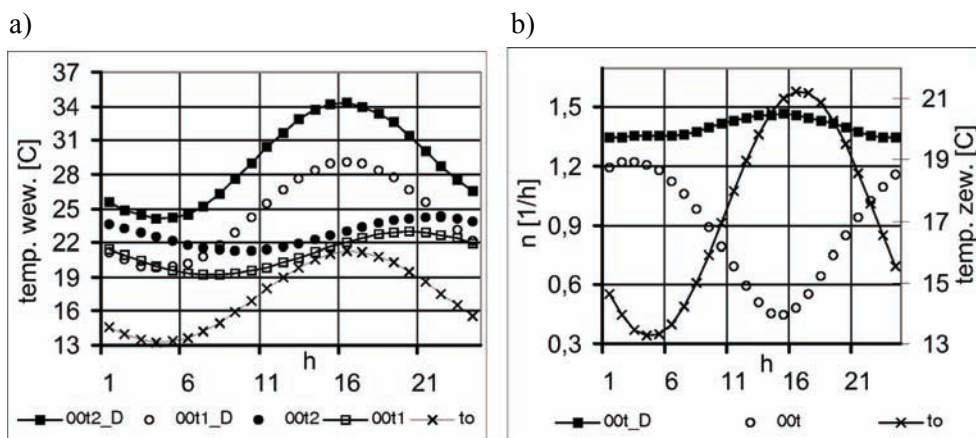 a)
b)
temp. wew. [C]
37
34
31
28
25
22
19
16
13
1
6
11
16
21
h
00t2_D
00t1_D
00t2
00t1
to
n [1/h]
1,5
1,2
0,9
0,6
0,3
temp. zew. [C]
21
19
17
15
13
1
6
11
16
21
h
00t_D
00t
to